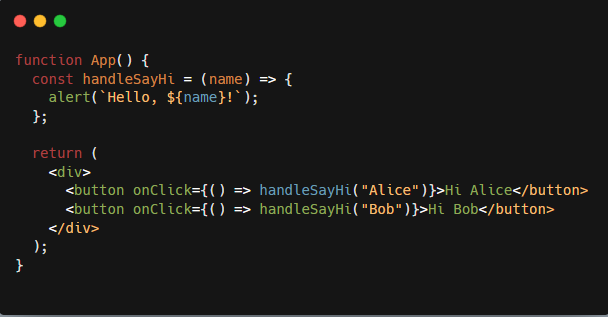 function App() {
  const handleSayHi = (name) => {
    alert(`Hello, ${name}!`);
  };

  return (
    <div>
      <button onClick={() => handleSayHi("Alice")}>Hi Alice</button>
      <button onClick={() => handleSayHi("Bob")}>Hi Bob</button>
    </div>
  );
}